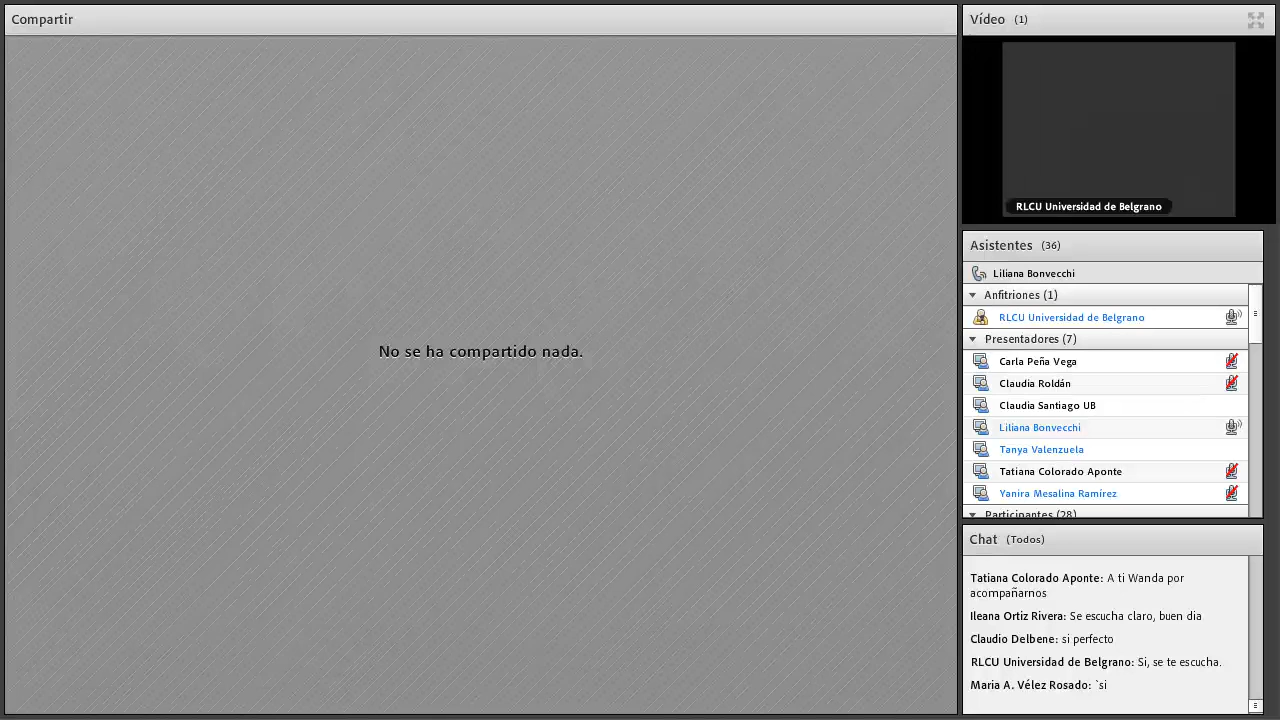 Compartir
No se ha compartido nada.
Vídeo (1)
RLCU Universidad de Belgrano
Asistentes (36)
Liliana Bonvecchi
Anfitriones (1)
RLCU Universidad de Belgrano
Presentadores (7)
Carla Peña Vega
Claudia Roldán
Claudia Santiago UB
Liliana Bonvecchi
Tanya Valenzuela
Tatiana Colorado Aponte
Yanira Mesalina Ramírez
Participantes (28)
Chat (Todos)
Tatiana Colorado Aponte: A ti Wanda por
acompañarnos
Ileana Ortiz Rivera: Se escucha claro, buen dia
Claudio Delbene: si perfecto
RLCU Universidad de Belgrano: Si, se te escucha.
Maria A. Vélez Rosado: `si